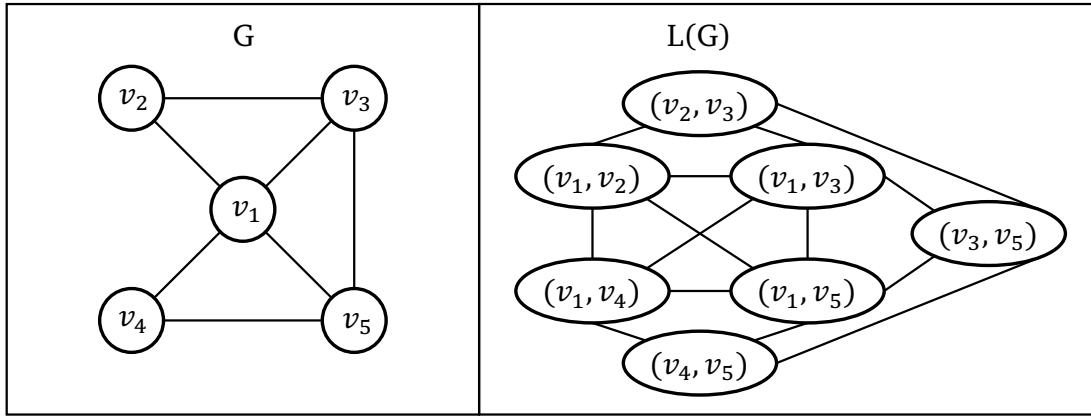 G
v₂
v₃
v₁
v₄
v₅
L(G)
(v₂, v₃)
(v₁, v₂)
(v₁, v₃)
(v₃, v₅)
(v₁, v₄)
(v₁, v₅)
(v₄, v₅)